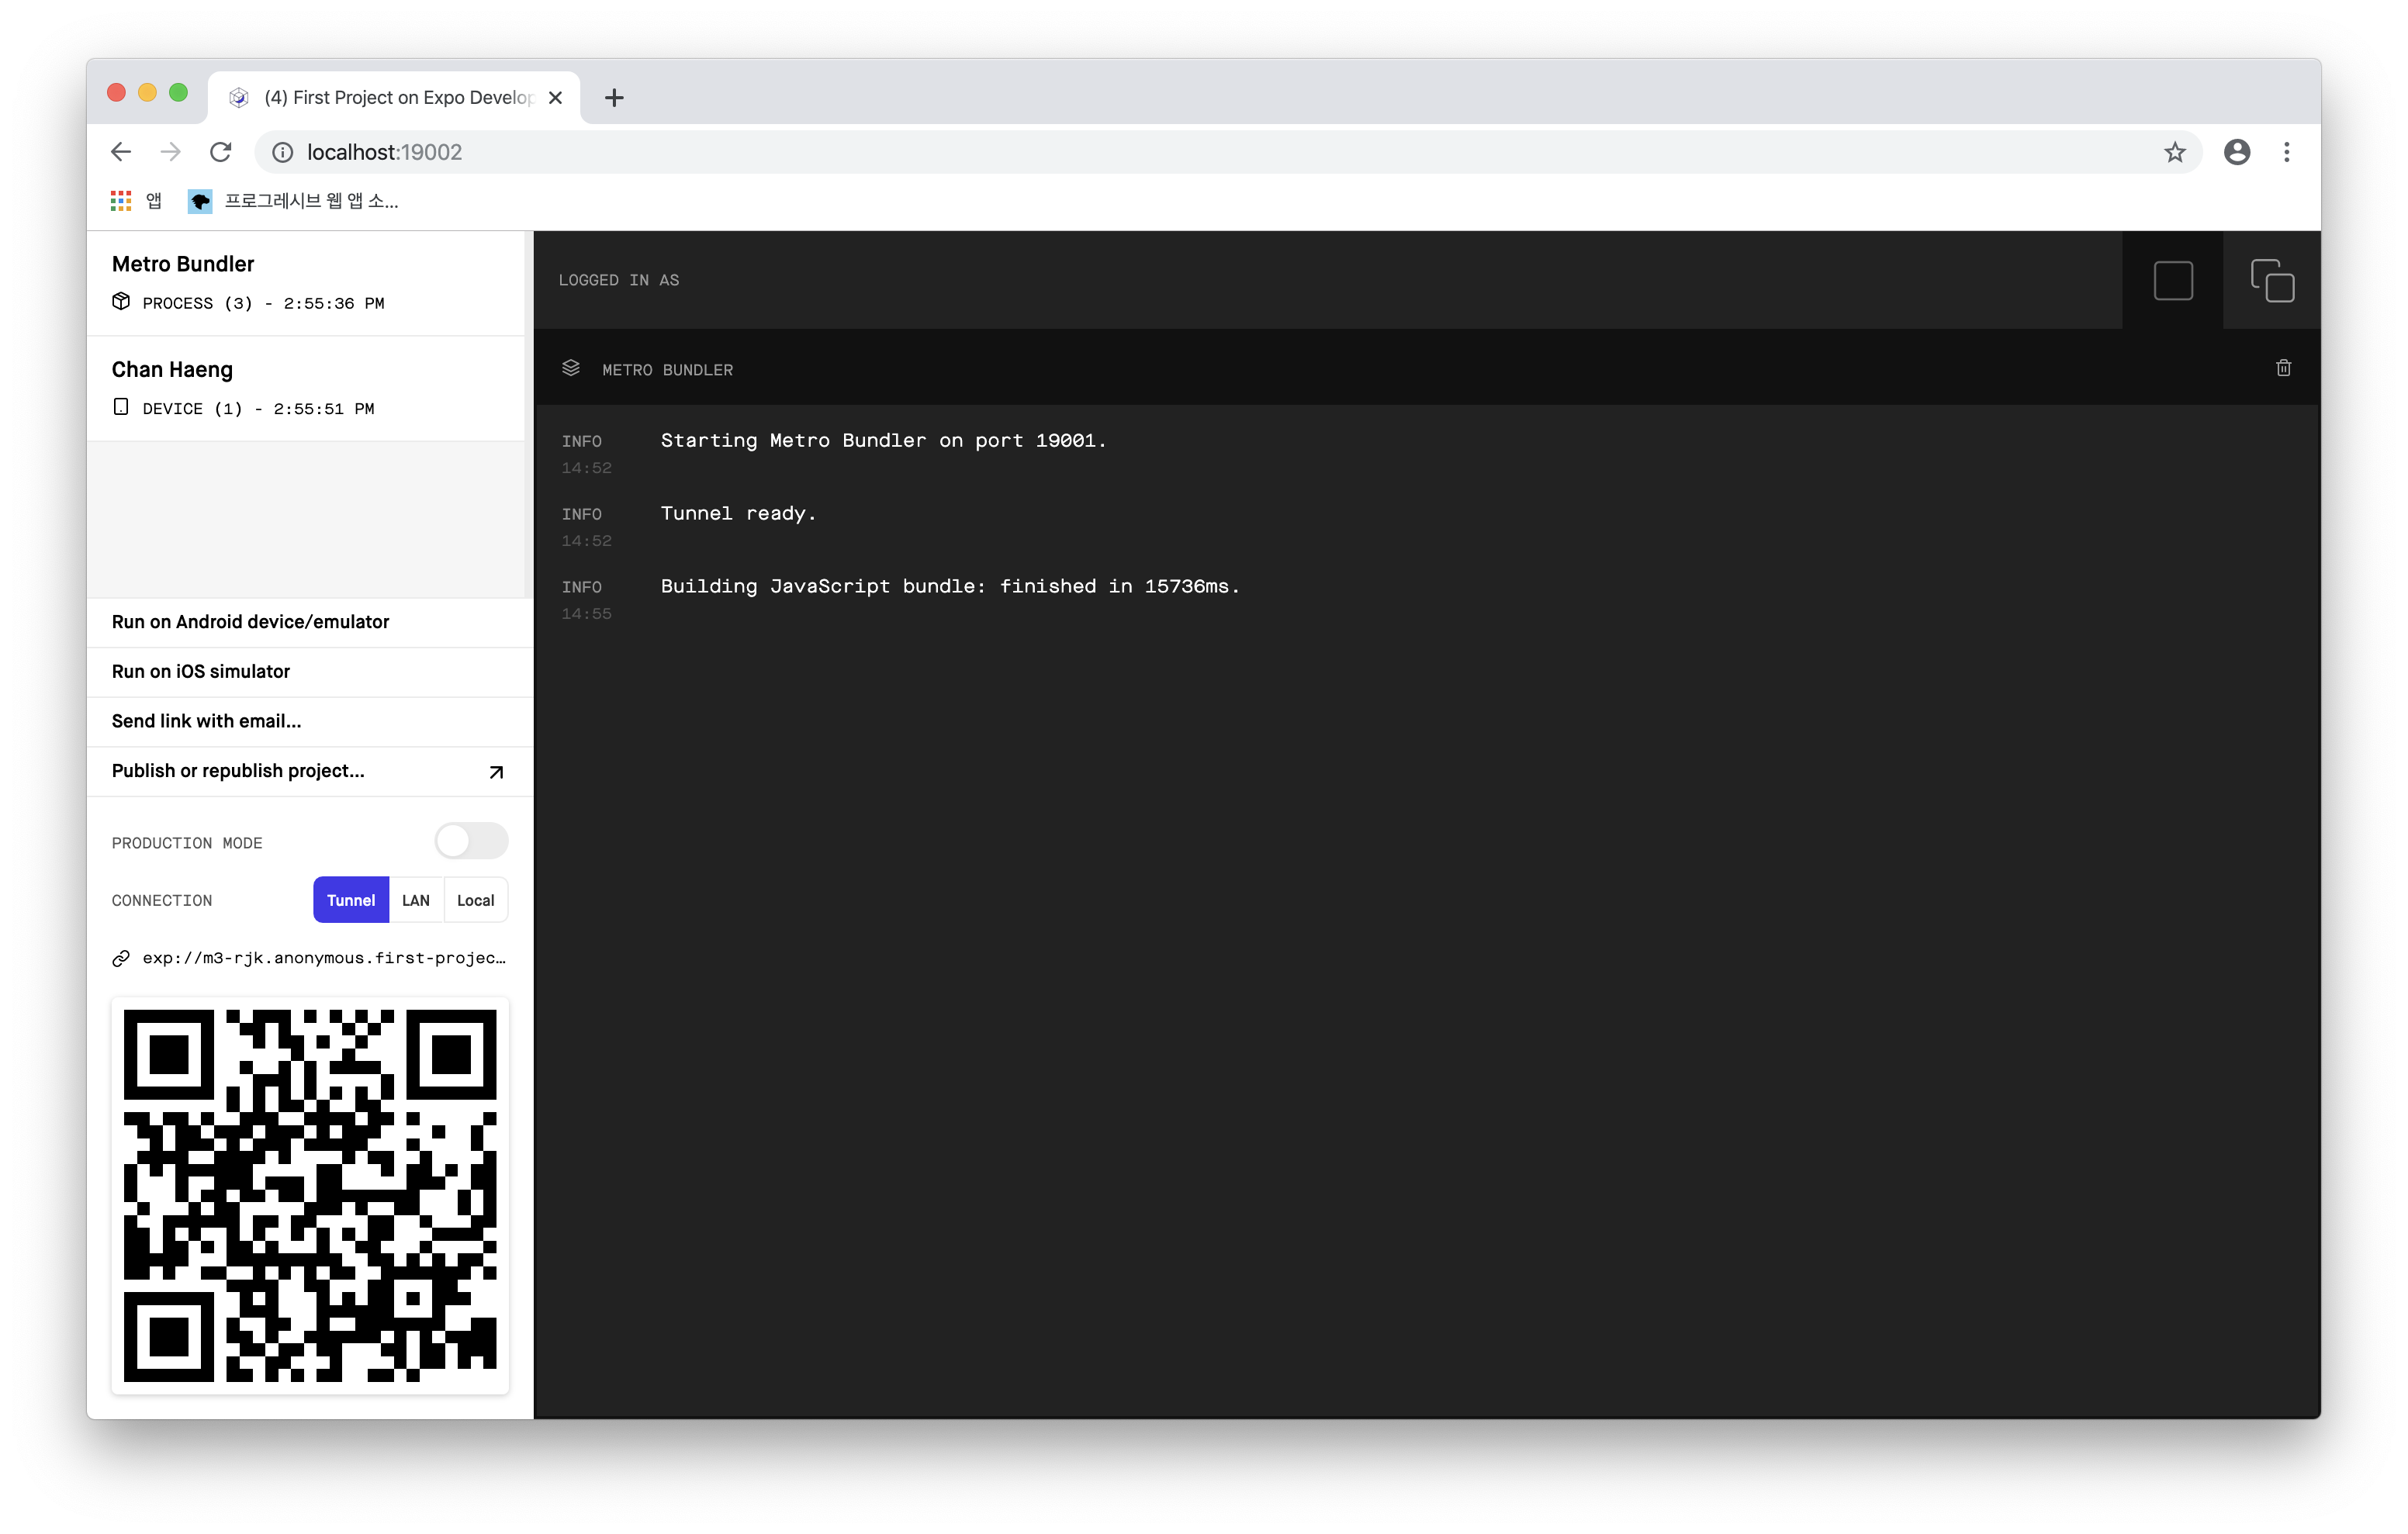 (4) First Project on Expo Develop
localhost:19002
앱
프로그레시브 웹 앱 소...
Metro Bundler
PROCESS (3) - 2:55:36 PM
Chan Haeng
DEVICE (1) - 2:55:51 PM
Run on Android device/emulator
Run on iOS simulator
Send link with email...
Publish or republish project...
PRODUCTION MODE
CONNECTION Tunnel LAN Local
exp://m3-rjk.anonymous.first-projec...
LOGGED IN AS
METRO BUNDLER
INFO Starting Metro Bundler on port 19001.
14:52
INFO Tunnel ready.
14:52
INFO Building JavaScript bundle: finished in 15736ms.
14:55